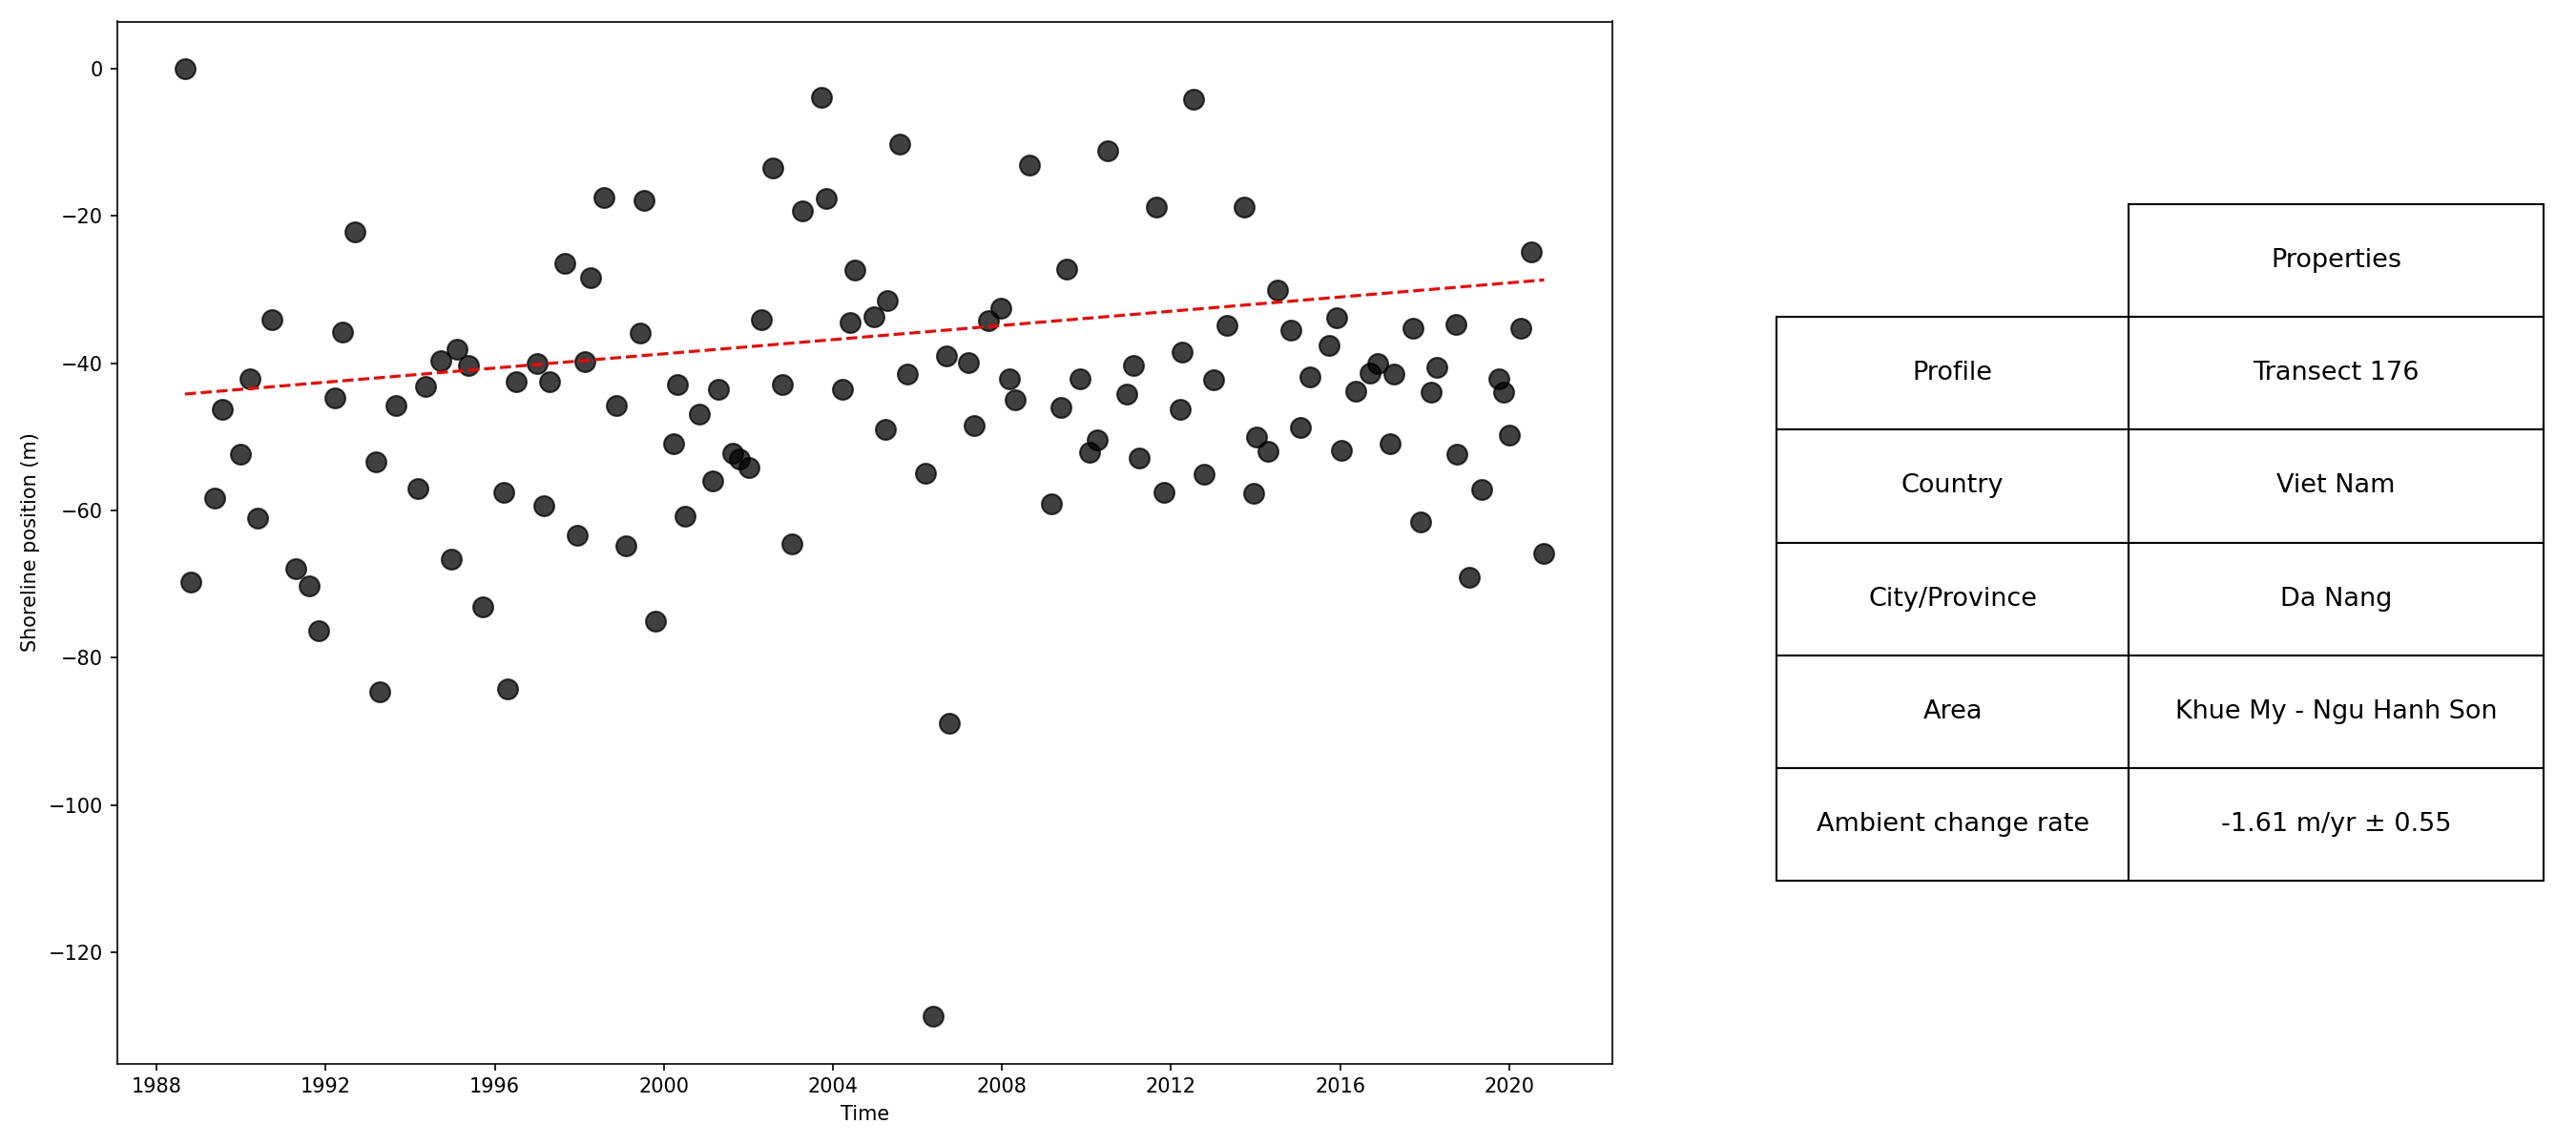 0
−20
−40
−60
−80
−100
−120
Shoreline position (m)
1988 1992 1996 2000 2004 2008 2012 2016 2020
Time
Properties
Profile Transect 176
Country Viet Nam
City/Province Da Nang
Area Khue My - Ngu Hanh Son
Ambient change rate -1.61 m/yr ± 0.55